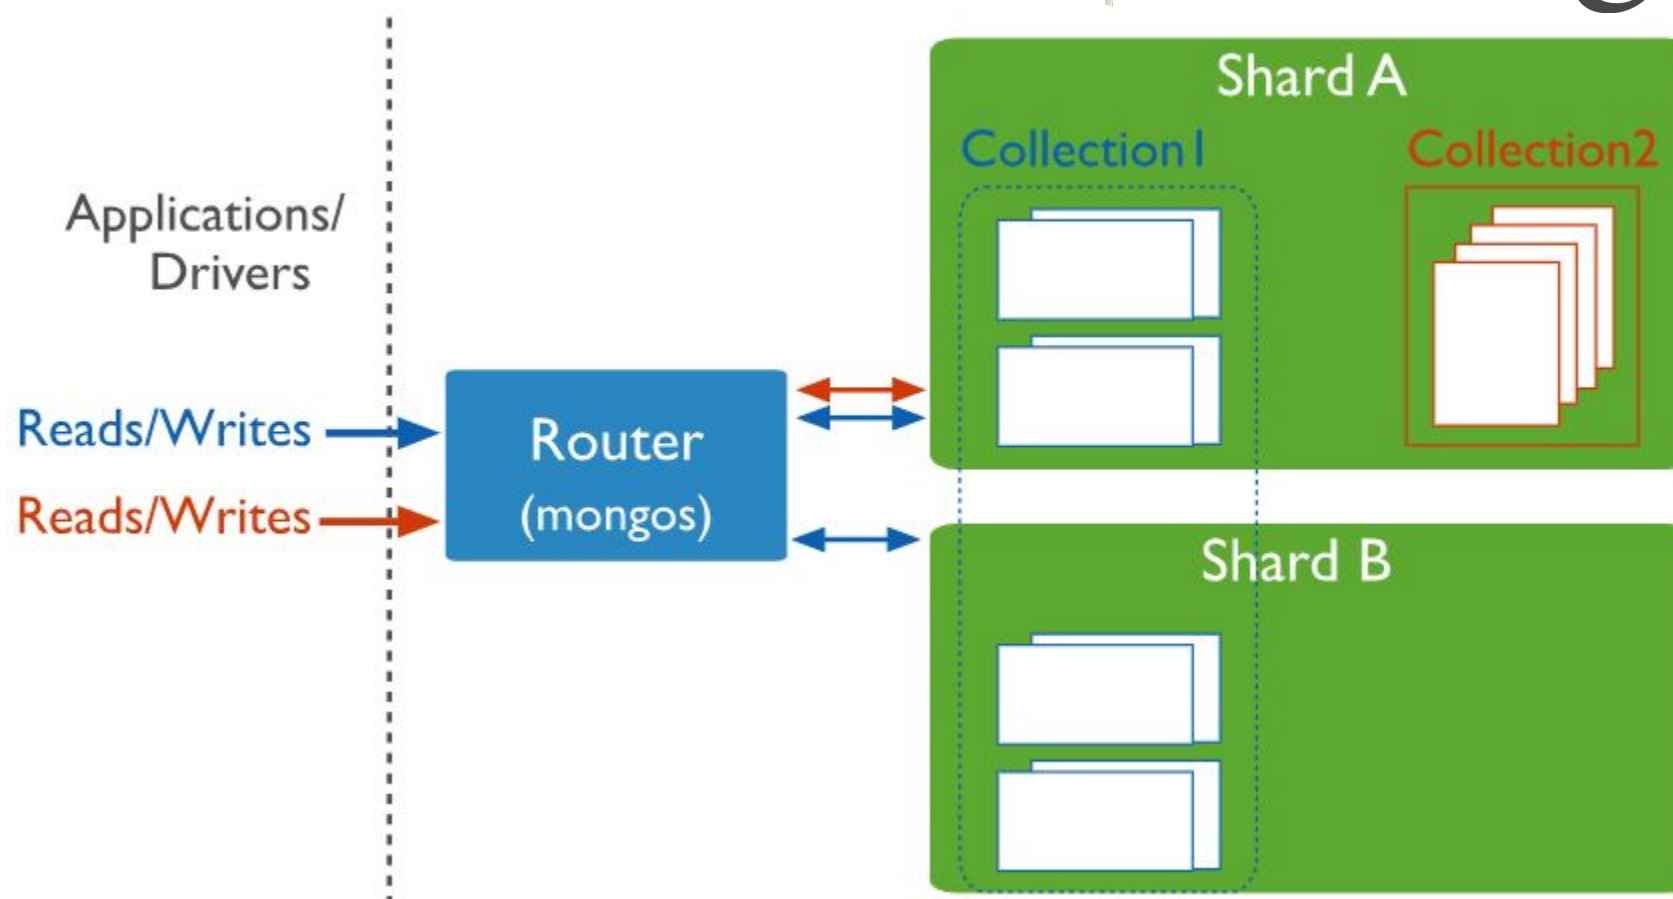 Shard A
Collection1
Collection2
Applications/
Drivers
Reads/Writes
Router
Reads/Writes
(mongos)
Shard B